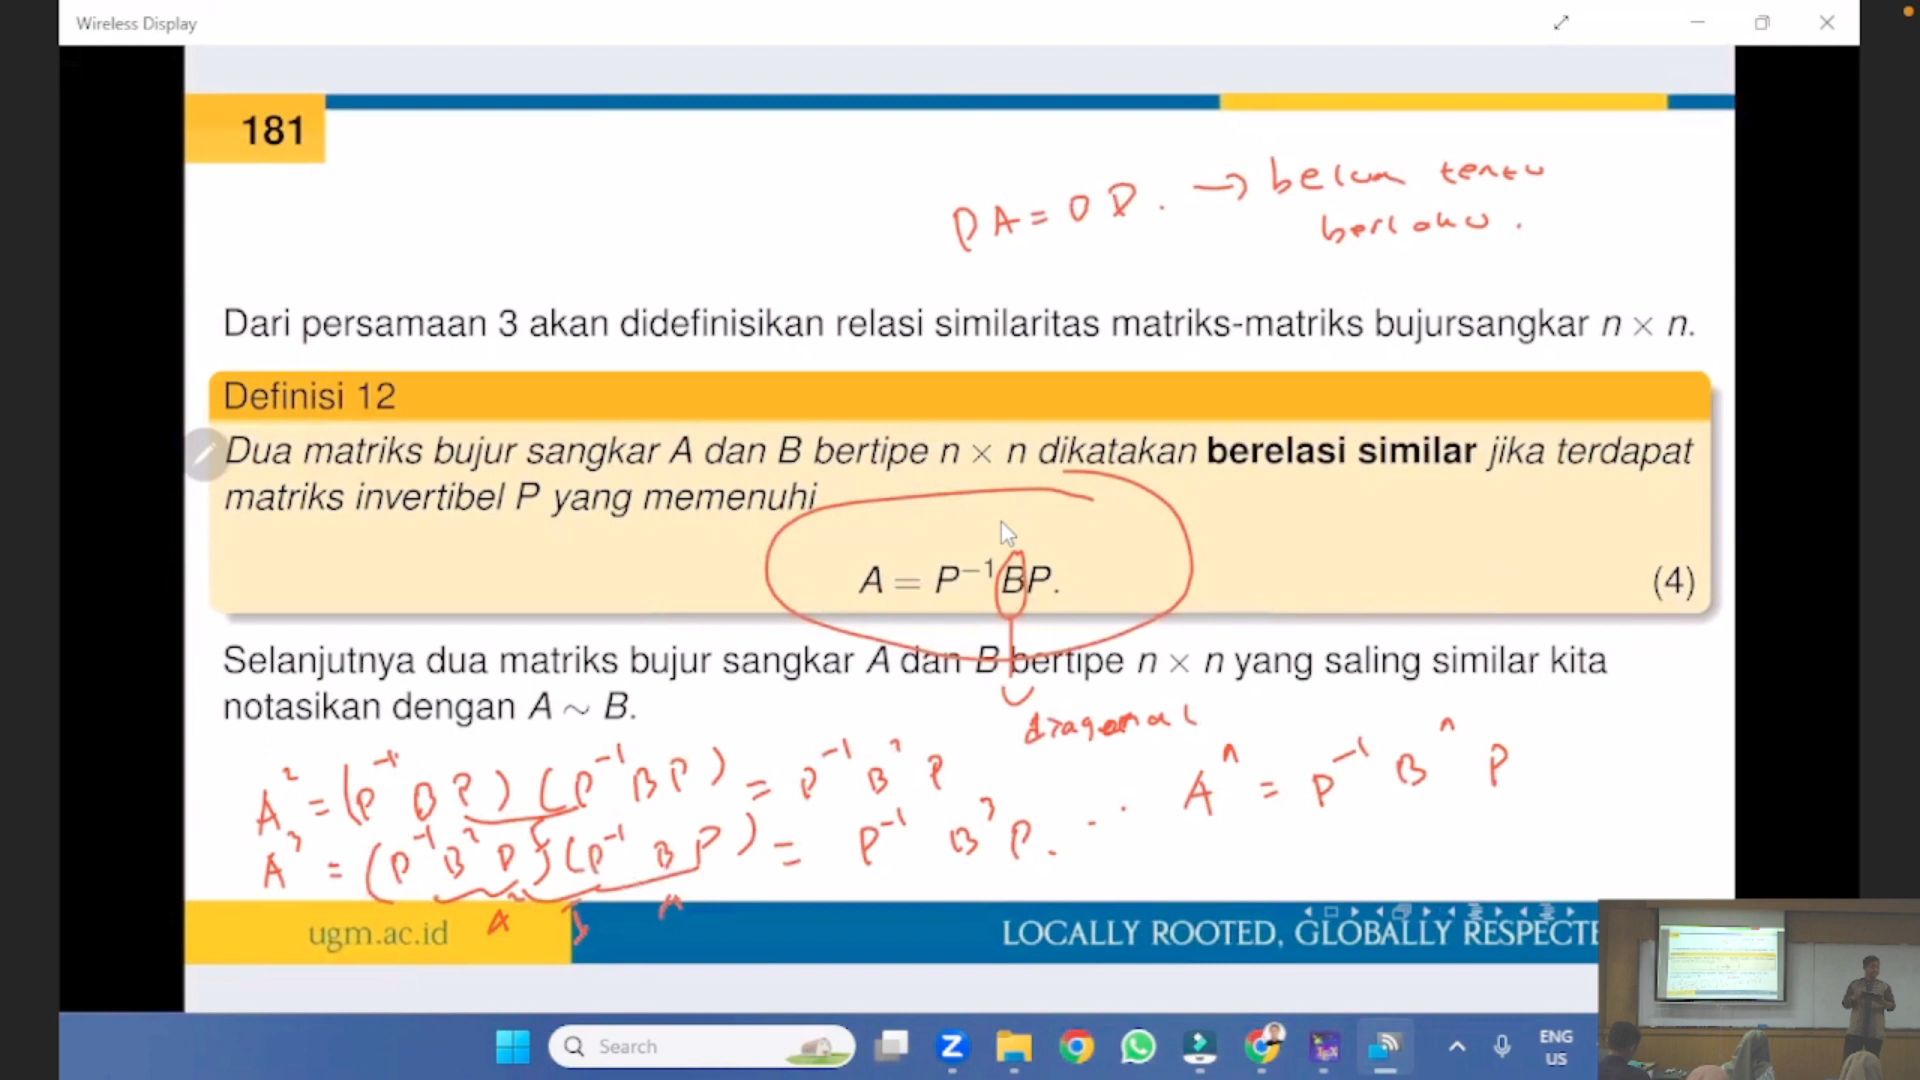 Wireless Display
181
→ belum tentu
berlaku.
Dari persamaan 3 akan didefinisikan relasi similaritas matriks-matriks bujursangkar n × n.
Definisi 12
Dua matriks bujur sangkar A dan B bertipe n × n dikatakan berelasi similar jika terdapat
matriks invertibel P yang memenuhi
A = P⁻¹BP. (4)
Selanjutnya dua matriks bujur sangkar A dan B bertipe n × n yang saling similar kita
notasikan dengan A ∼ B.
diagonal
A² = (P⁻¹BP)(P⁻¹BP) = P⁻¹B²P
A³ = (P⁻¹B²P)(P⁻¹BP) = P⁻¹B³P. ... Aⁿ = P⁻¹BⁿP
A² I A
ugm.ac.id
LOCALLY ROOTED, GLOBALLY RESPECTE
Search
ENG
US